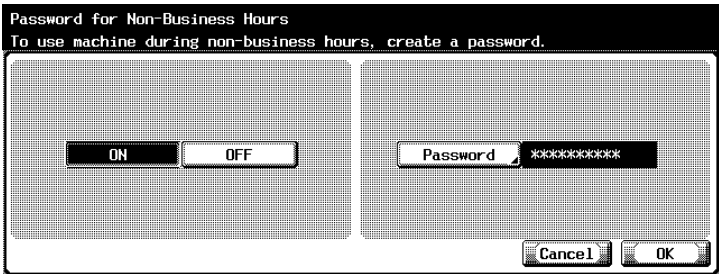 Password for Non-Business Hours
To use machine during non-business hours, create a password.
ON OFF Password **********
Cancel OK